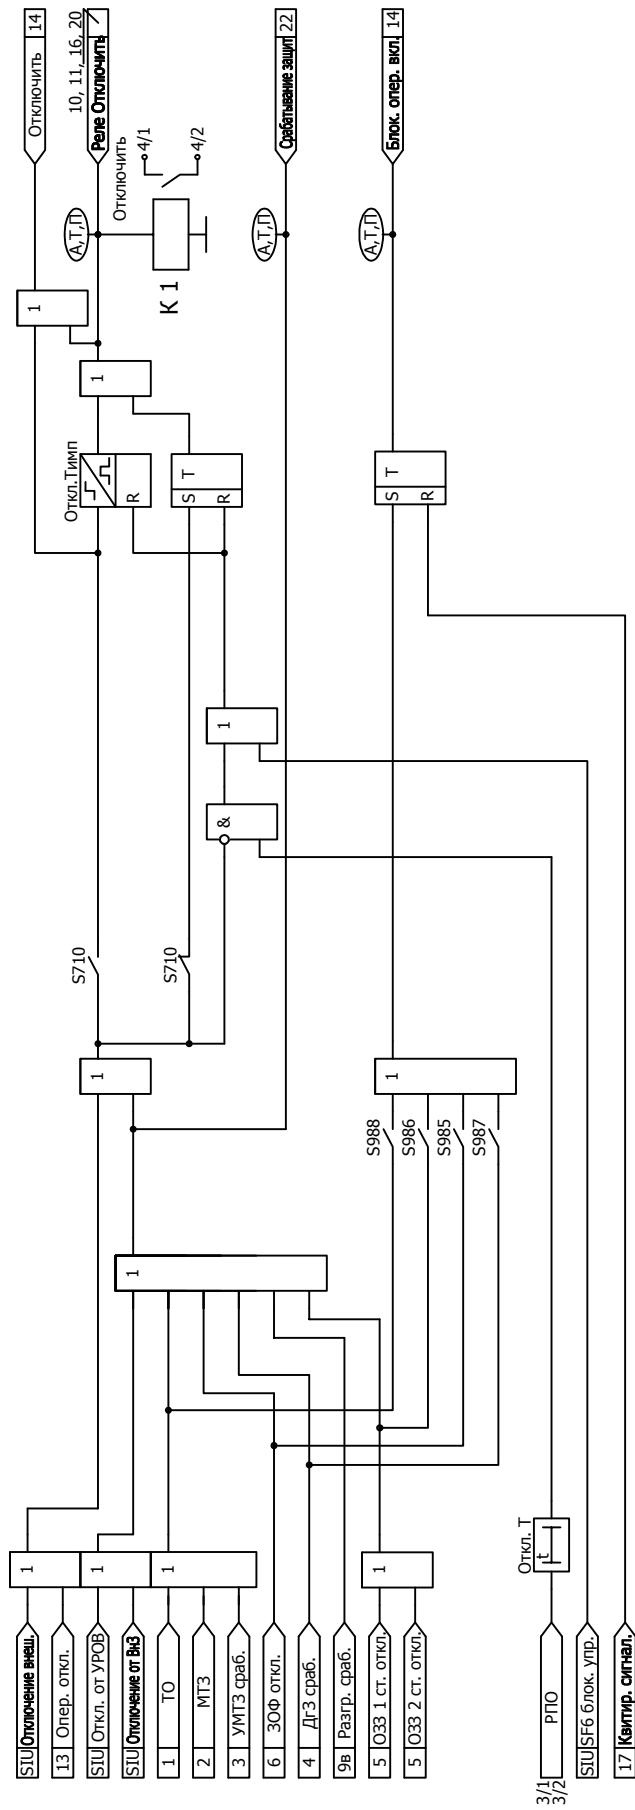 SIU Отключение внеш.
13 Опер. откл.
SIU Откл. от УРОВ
SIU Отключение от ВнЗ
1 ТО
2 МТЗ
3 УМТЗ сраб.
6 ЗОФ откл.
4 ДгЗ сраб.
9в Разгр. сраб.
5 ОЗЗ 1 ст. откл.
5 ОЗЗ 2 ст. откл.
3/1
3/2
РПО
SIU SF6 блок. упр.
17 Квитир. сигнал.
1
1
1
1
Откл. Т
t
1
S988
S986
S985
S987
1
1
S710
S710
&
1
Откл.Тимп
R
S T
R
S T
R
1
1
К 1
Отключить
4/1
4/2
А,Т,П
А,Т,П
А,Т,П
Отключить 14
10, 11, 16, 20
Реле Отключить
Срабатывание защит 22
Блок. опер. вкл. 14